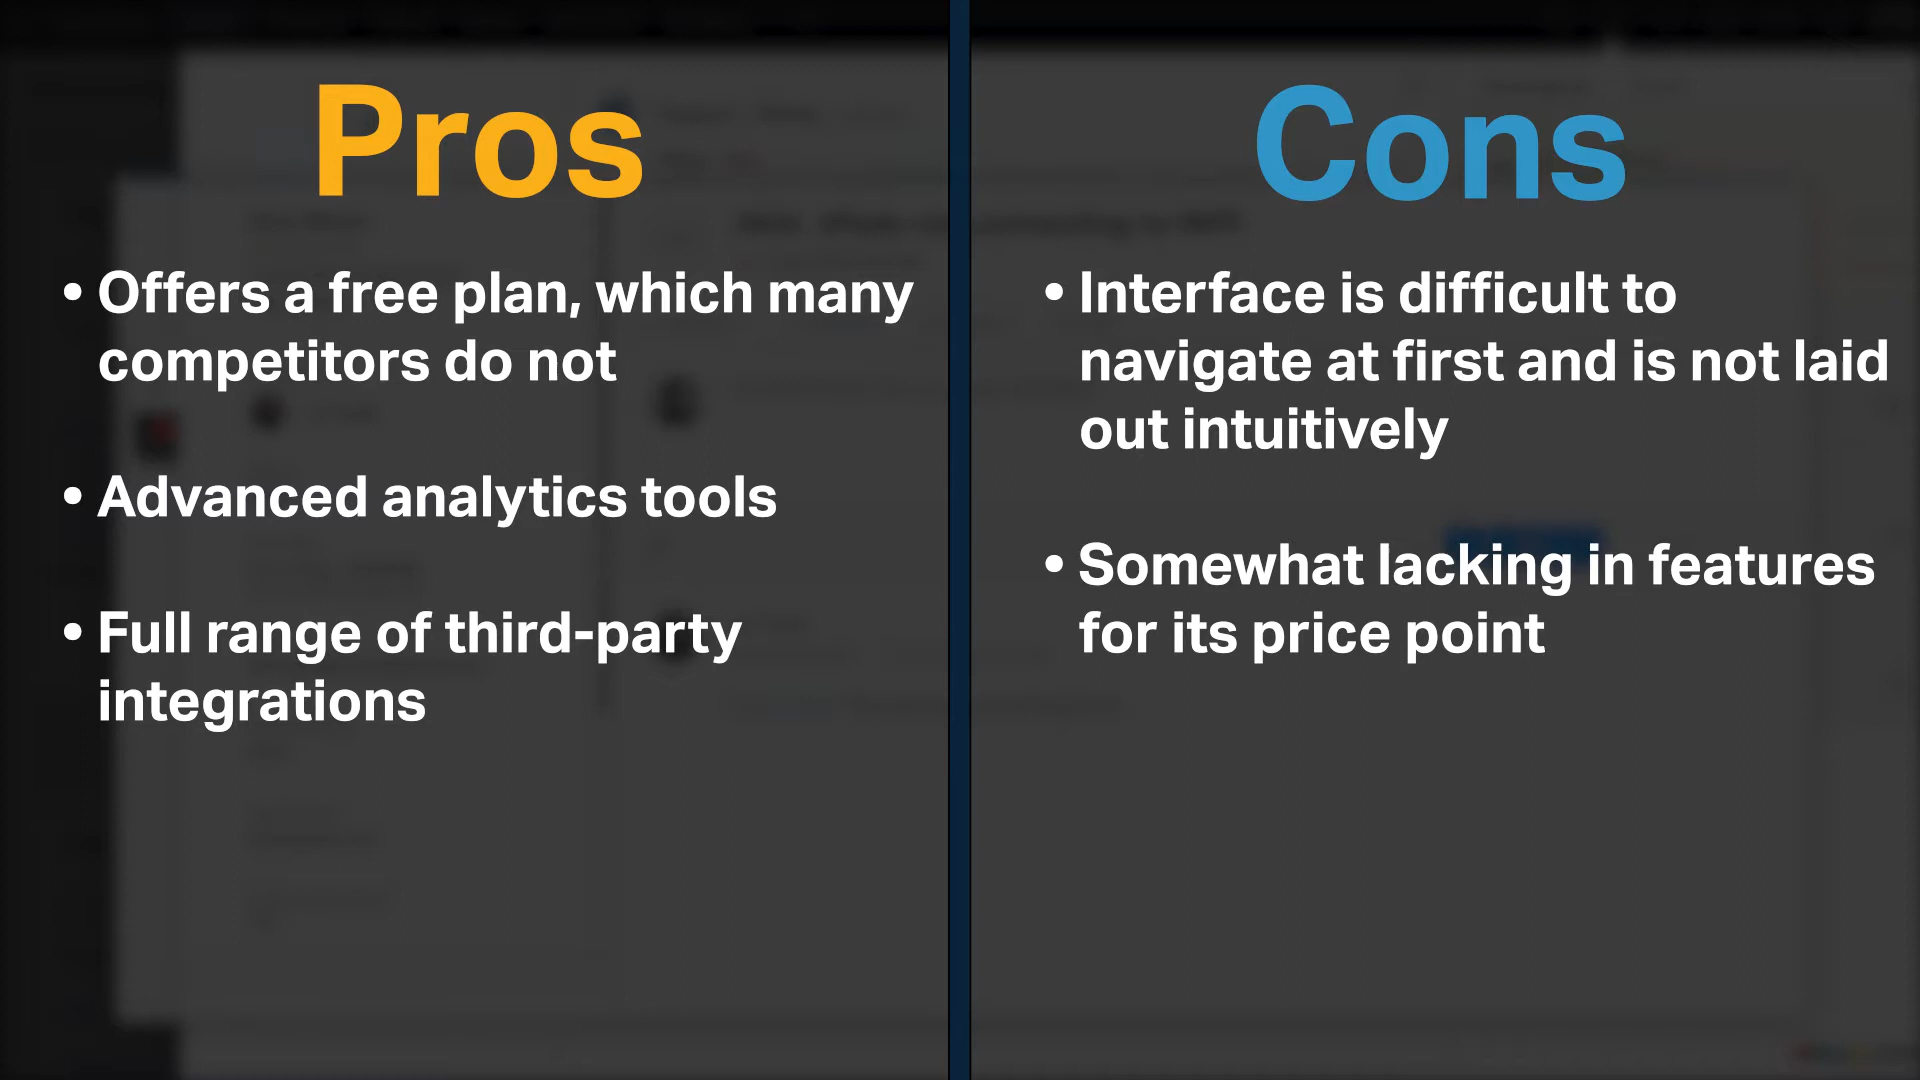 Pros
• Offers a free plan, which many
competitors do not
• Advanced analytics tools
• Full range of third-party
integrations
Cons
• Interface is difficult to
navigate at first and is not laid
out intuitively
• Somewhat lacking in features
for its price point